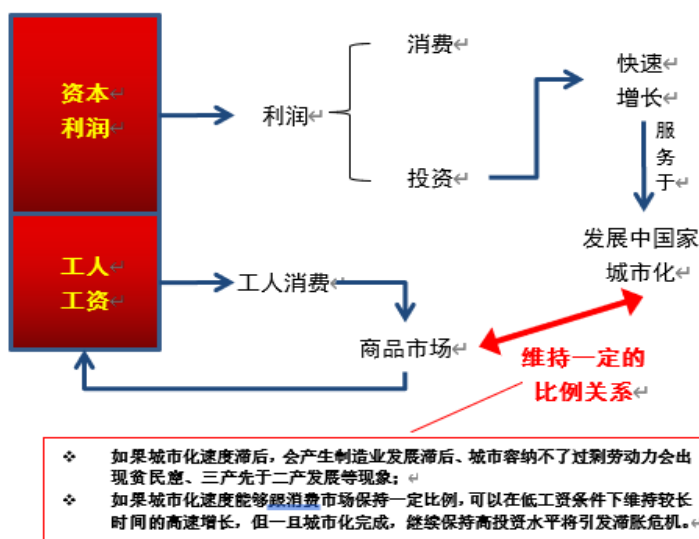 消费
快速
增长
资本
利润
利润
投资
服
务
于
发展中国家
城市化
工人
工资
工人消费
商品市场
维持一定的
比例关系
❖ 如果城市化速度滞后，会产生制造业发展滞后、城市容纳不了过剩劳动力会出
现贫民窟、三产先于二产发展等现象；
❖ 如果城市化速度能够跟消费市场保持一定比例，可以在低工资条件下维持较长
时间的高速增长，但一旦城市化完成，继续保持高投资水平将引发滞胀危机。